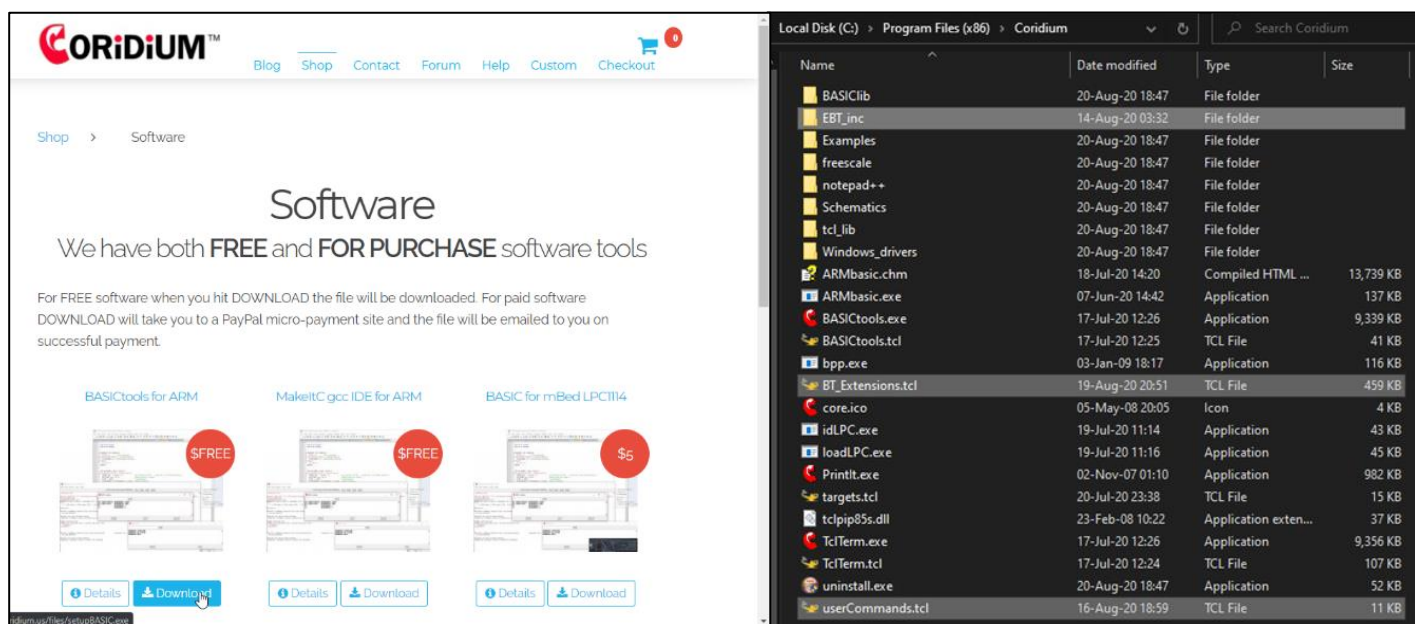 CORiDiUM™
0
Blog Shop Contact Forum Help Custom Checkout
Shop > Software
Software
We have both FREE and FOR PURCHASE software tools
For FREE software when you hit DOWNLOAD the file will be downloaded. For paid software
DOWNLOAD will take you to a PayPal micro-payment site and the file will be emailed to you on
successful payment.
BASICtools for ARM MakeItC gcc IDE for ARM BASIC for mBed LPC1114
$FREE $FREE $5
Details Download Details Download Details Download
ridium.us/files/setupBASIC.exe
Local Disk (C:) > Program Files (x86) > Coridium Search Coridium
Name Date modified Type Size
BASIClib 20-Aug-20 18:47 File folder
EBT_inc 14-Aug-20 03:32 File folder
Examples 20-Aug-20 18:47 File folder
freescale 20-Aug-20 18:47 File folder
notepad++ 20-Aug-20 18:47 File folder
Schematics 20-Aug-20 18:47 File folder
tcl_lib 20-Aug-20 18:47 File folder
Windows_drivers 20-Aug-20 18:47 File folder
ARMbasic.chm 18-Jul-20 14:20 Compiled HTML ... 13,739 KB
ARMbasic.exe 07-Jun-20 14:42 Application 137 KB
BASICtools.exe 17-Jul-20 12:26 Application 9,339 KB
BASICtools.tcl 17-Jul-20 12:25 TCL File 41 KB
bpp.exe 03-Jan-09 18:17 Application 116 KB
BT_Extensions.tcl 19-Aug-20 20:51 TCL File 459 KB
core.ico 05-May-08 20:05 Icon 4 KB
idLPC.exe 19-Jul-20 11:14 Application 43 KB
loadLPC.exe 19-Jul-20 11:16 Application 45 KB
PrintIt.exe 02-Nov-07 01:10 Application 982 KB
targets.tcl 20-Jul-20 23:38 TCL File 15 KB
tclpip85s.dll 23-Feb-08 10:22 Application exten... 37 KB
TclTerm.exe 17-Jul-20 12:26 Application 9,356 KB
TclTerm.tcl 17-Jul-20 12:24 TCL File 107 KB
uninstall.exe 20-Aug-20 18:47 Application 52 KB
userCommands.tcl 16-Aug-20 18:59 TCL File 11 KB